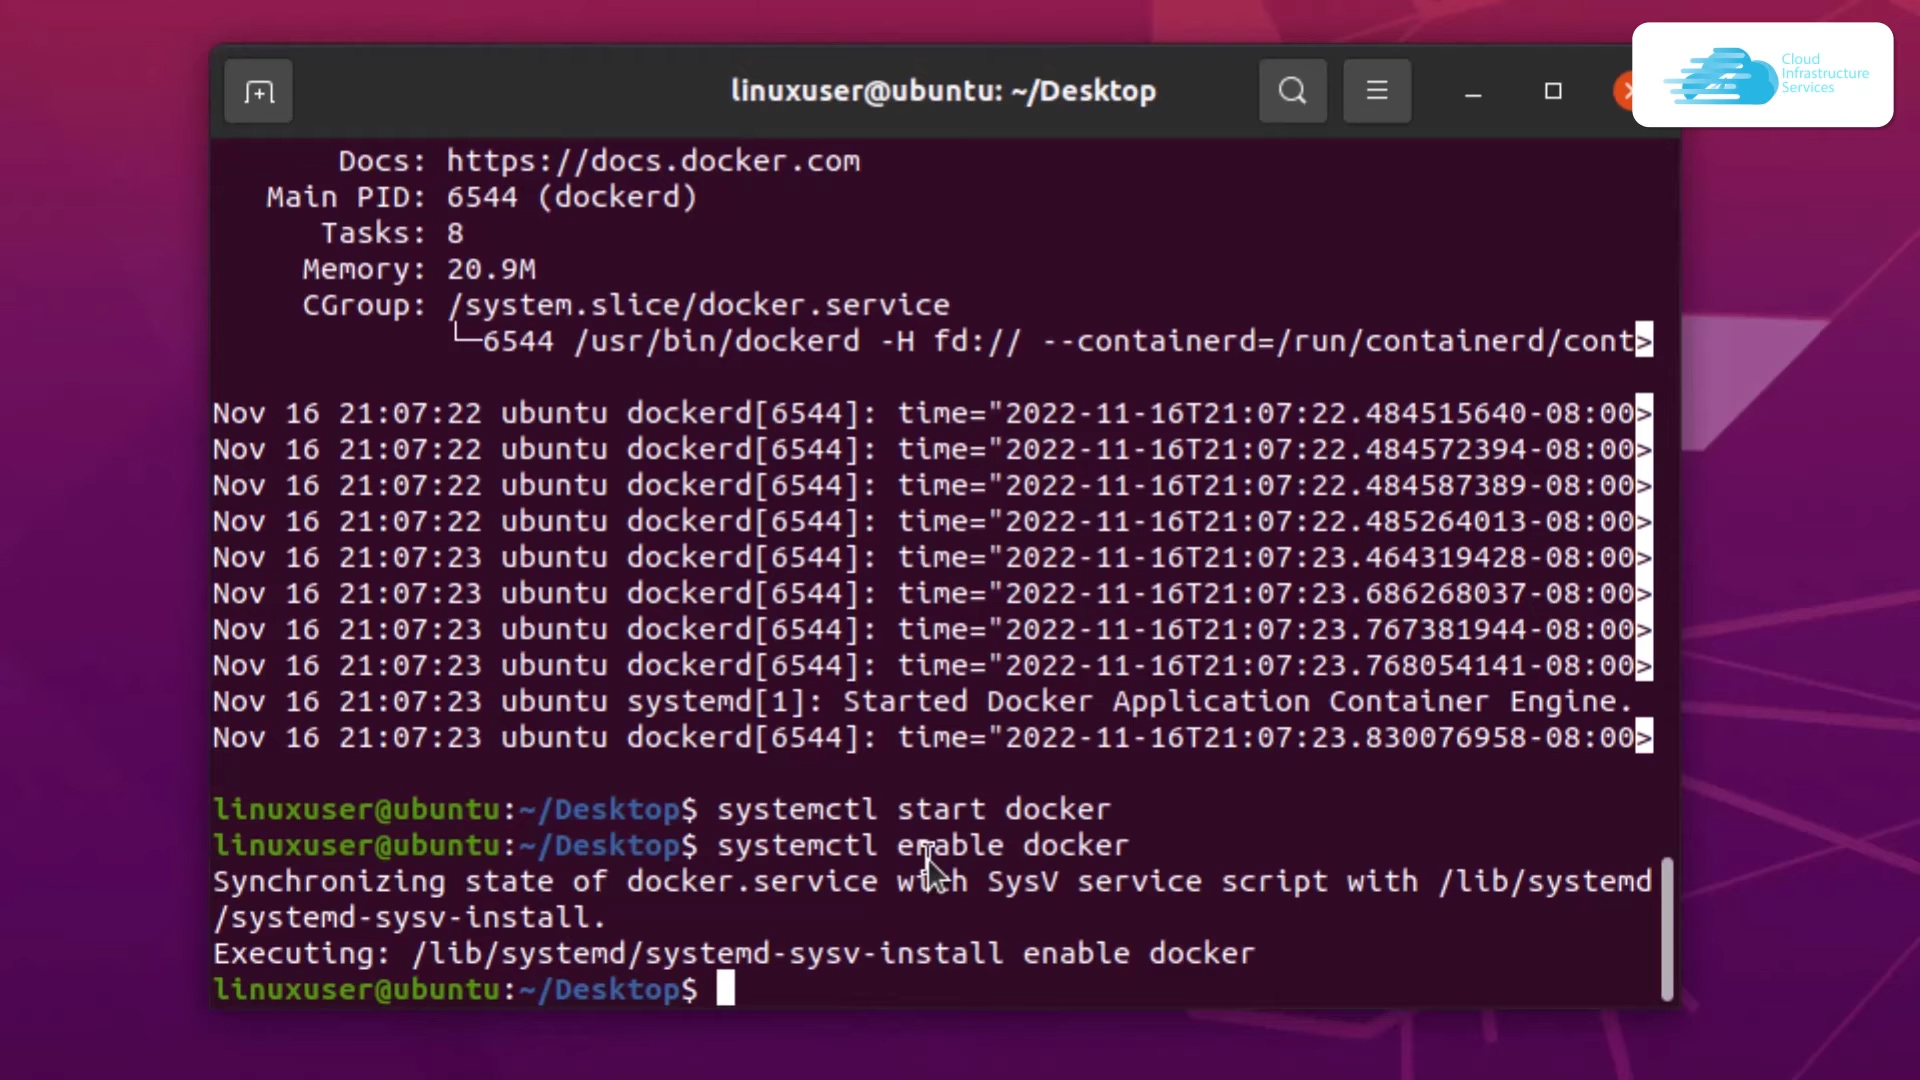 linuxuser@ubuntu: ~/Desktop
Cloud
Infrastructure
Services
Docs: https://docs.docker.com
Main PID: 6544 (dockerd)
Tasks: 8
Memory: 20.9M
CGroup: /system.slice/docker.service
└─6544 /usr/bin/dockerd -H fd:// --containerd=/run/containerd/cont>
Nov 16 21:07:22 ubuntu dockerd[6544]: time="2022-11-16T21:07:22.484515640-08:00>
Nov 16 21:07:22 ubuntu dockerd[6544]: time="2022-11-16T21:07:22.484572394-08:00>
Nov 16 21:07:22 ubuntu dockerd[6544]: time="2022-11-16T21:07:22.484587389-08:00>
Nov 16 21:07:22 ubuntu dockerd[6544]: time="2022-11-16T21:07:22.485264013-08:00>
Nov 16 21:07:23 ubuntu dockerd[6544]: time="2022-11-16T21:07:23.464319428-08:00>
Nov 16 21:07:23 ubuntu dockerd[6544]: time="2022-11-16T21:07:23.686268037-08:00>
Nov 16 21:07:23 ubuntu dockerd[6544]: time="2022-11-16T21:07:23.767381944-08:00>
Nov 16 21:07:23 ubuntu dockerd[6544]: time="2022-11-16T21:07:23.768054141-08:00>
Nov 16 21:07:23 ubuntu systemd[1]: Started Docker Application Container Engine.
Nov 16 21:07:23 ubuntu dockerd[6544]: time="2022-11-16T21:07:23.830076958-08:00>
linuxuser@ubuntu:~/Desktop$ systemctl start docker
linuxuser@ubuntu:~/Desktop$ systemctl enable docker
Synchronizing state of docker.service with SysV service script with /lib/systemd
/systemd-sysv-install.
Executing: /lib/systemd/systemd-sysv-install enable docker
linuxuser@ubuntu:~/Desktop$